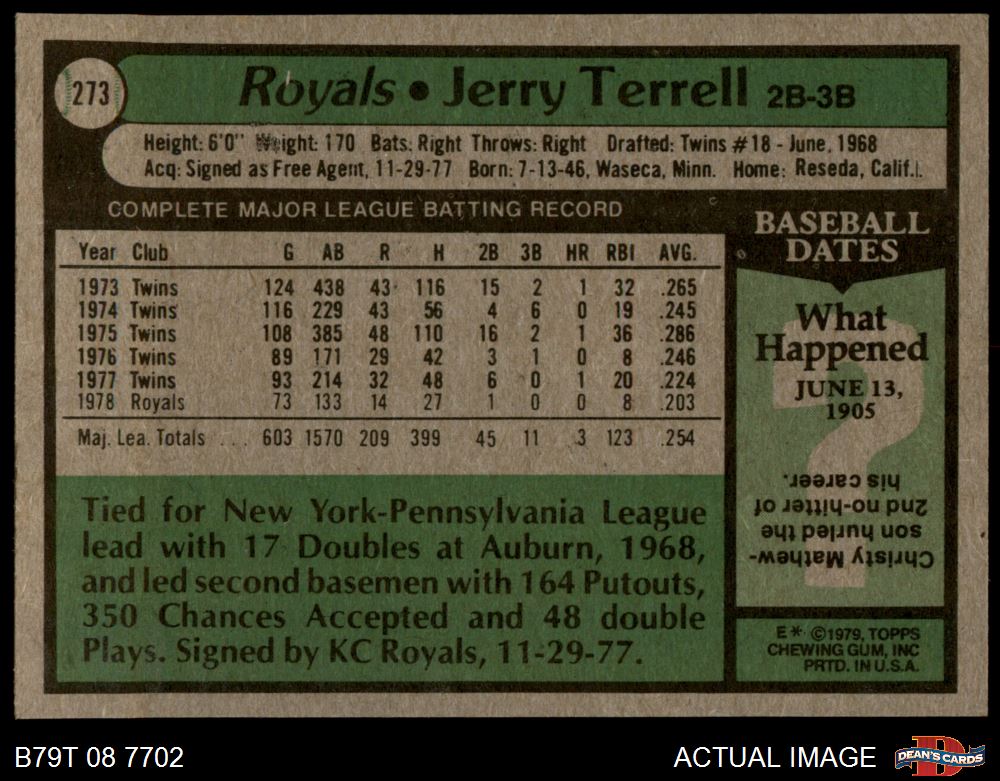 273
Royals • Jerry Terrell 2B-3B
Height: 6'0" Weight: 170 Bats: Right Throws: Right Drafted: Twins #18 - June, 1968
Acq: Signed as Free Agent, 11-29-77 Born: 7-13-46, Waseca, Minn. Home: Reseda, Calif.
COMPLETE MAJOR LEAGUE BATTING RECORD
Year Club G AB R H 2B 3B HR RBI AVG.
1973 Twins 124 438 43 116 15 2 1 32 .265
1974 Twins 116 229 43 56 4 6 0 19 .245
1975 Twins 108 385 48 110 16 2 1 36 .286
1976 Twins 89 171 29 42 3 1 0 8 .246
1977 Twins 93 214 32 48 6 0 1 20 .224
1978 Royals 73 133 14 27 1 0 0 8 .203
Maj. Lea. Totals ... 603 1570 209 399 45 11 3 123 .254
Tied for New York-Pennsylvania League
lead with 17 Doubles at Auburn, 1968,
and led second basemen with 164 Putouts,
350 Chances Accepted and 48 double
Plays. Signed by KC Royals, 11-29-77.
BASEBALL
DATES
What
Happened
JUNE 13,
1905
?
Christy Mathew-
son hurled the
2nd no-hitter of
his career.
E* ©1979, TOPPS
CHEWING GUM, INC
PRTD. IN U.S.A.
B79T 08 7702
ACTUAL IMAGE
D
DEAN'S CARDS